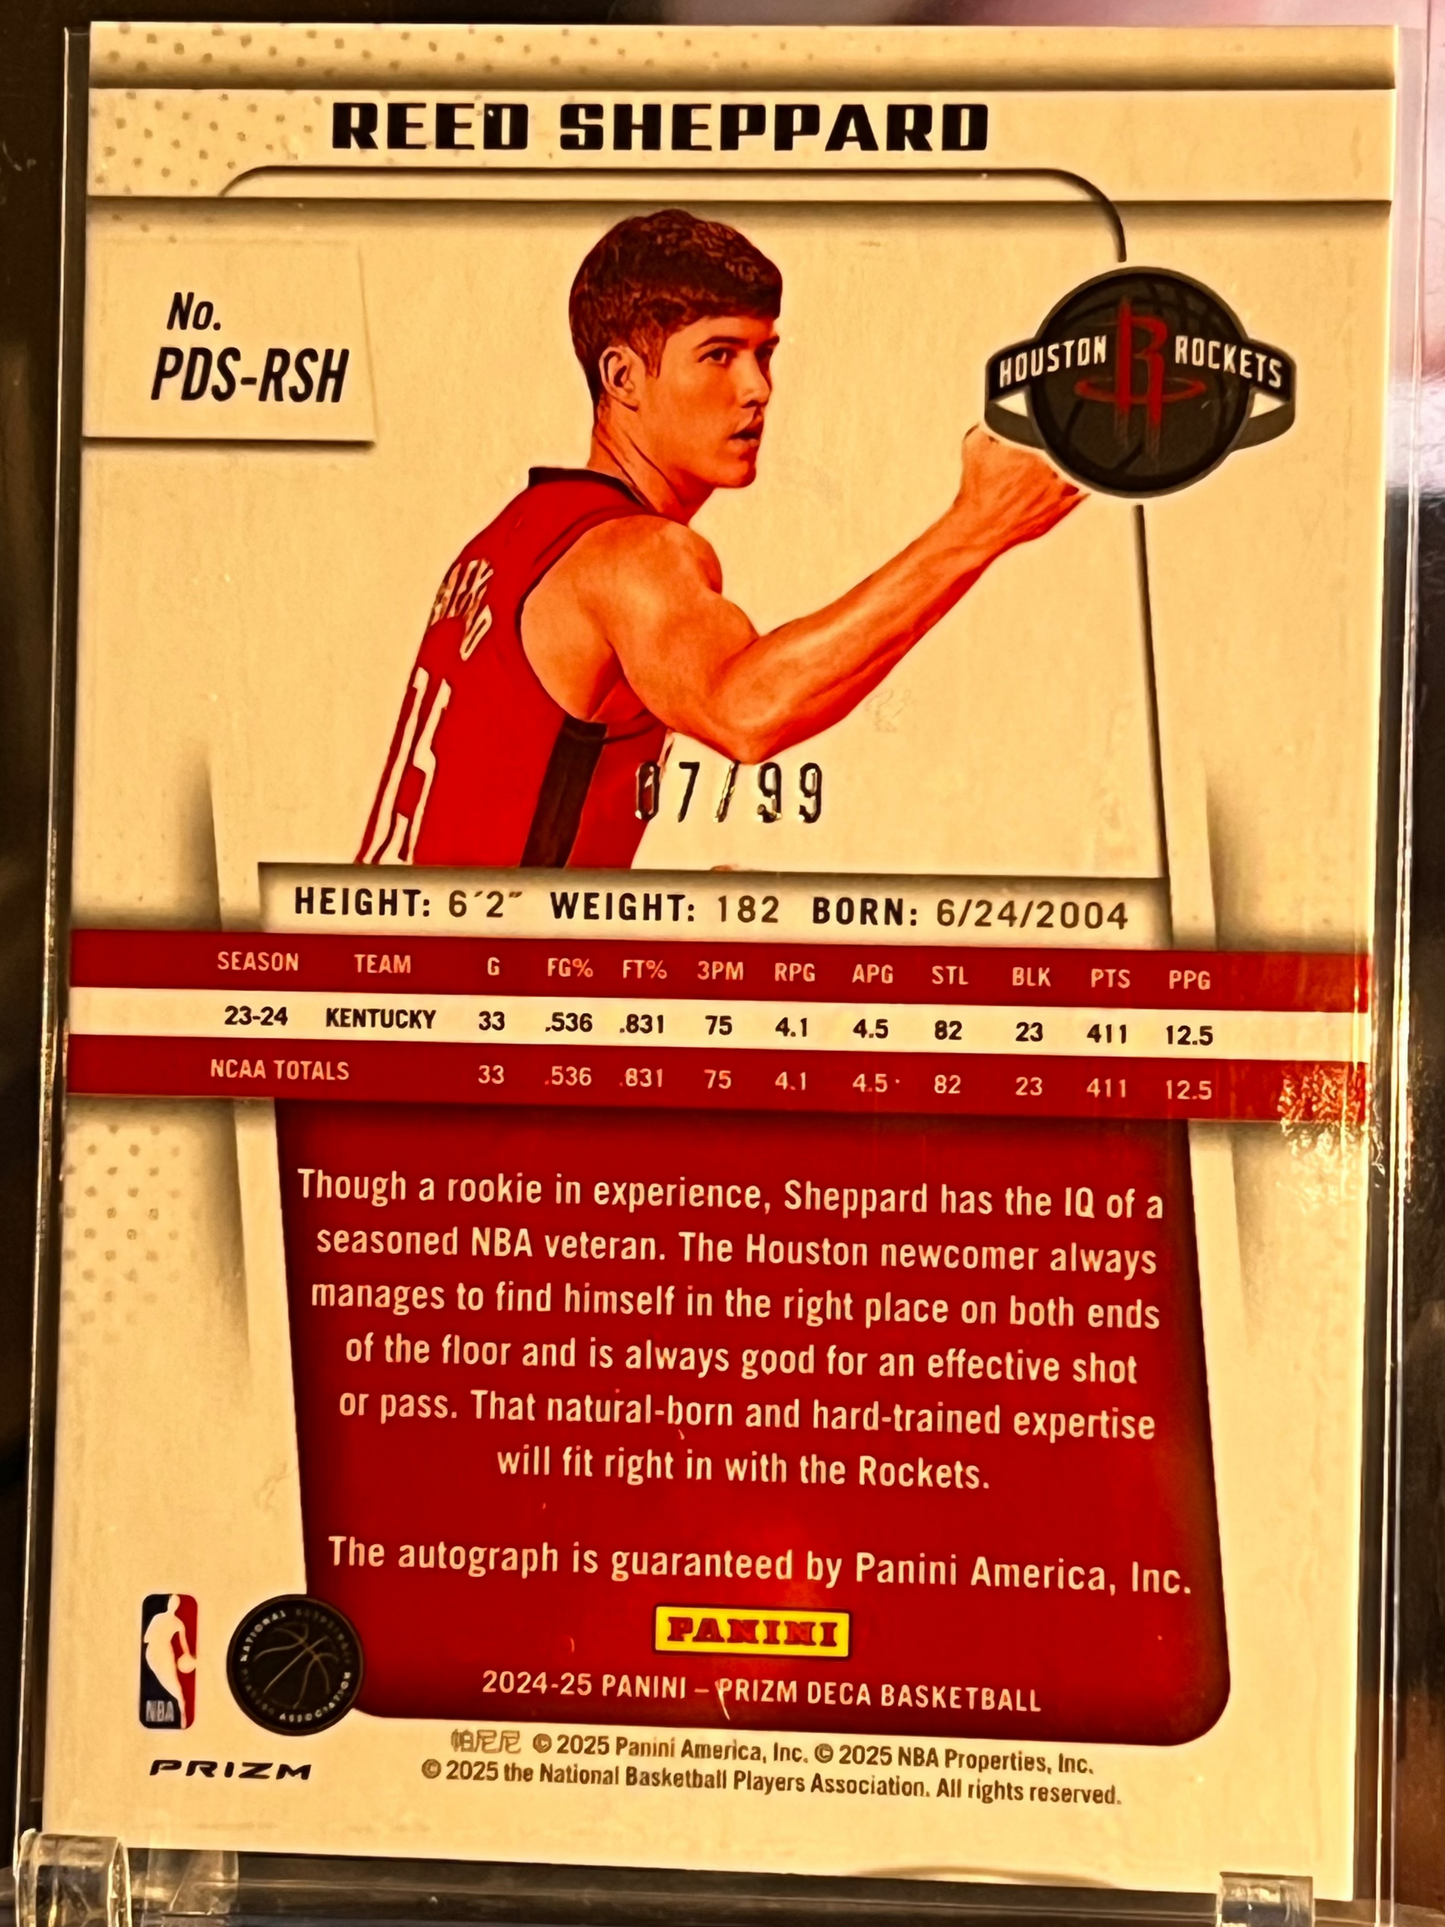 REED SHEPPARD
No.
PDS-RSH
HOUSTON R ROCKETS
15
07/99
HEIGHT: 6'2" WEIGHT: 182 BORN: 6/24/2004
SEASON TEAM G FG% FT% 3PM RPG APG STL BLK PTS PPG
23-24 KENTUCKY 33 .536 .831 75 4.1 4.5 82 23 411 12.5
NCAA TOTALS 33 .536 .831 75 4.1 4.5 82 23 411 12.5
Though a rookie in experience, Sheppard has the IQ of a
seasoned NBA veteran. The Houston newcomer always
manages to find himself in the right place on both ends
of the floor and is always good for an effective shot
or pass. That natural-born and hard-trained expertise
will fit right in with the Rockets.
The autograph is guaranteed by Panini America, Inc.
PANINI
2024-25 PANINI – PRIZM DECA BASKETBALL
NBA
NATIONAL BASKETBALL PLAYERS ASSOCIATION
PRIZM
帕尼尼 © 2025 Panini America, Inc. © 2025 NBA Properties, Inc.
© 2025 the National Basketball Players Association. All rights reserved.